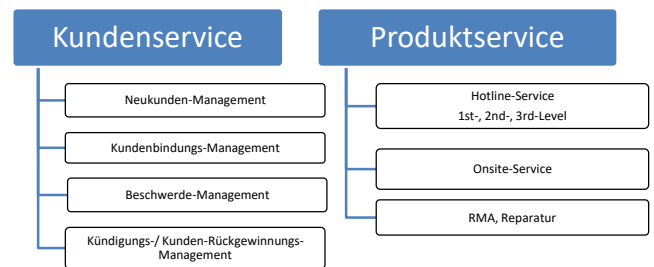 Kundenservice
Neukunden-Management
Kundenbindungs-Management
Beschwerde-Management
Kündigungs-/ Kunden-Rückgewinnungs-
Management
Produktservice
Hotline-Service
1st-, 2nd-, 3rd-Level
Onsite-Service
RMA, Reparatur